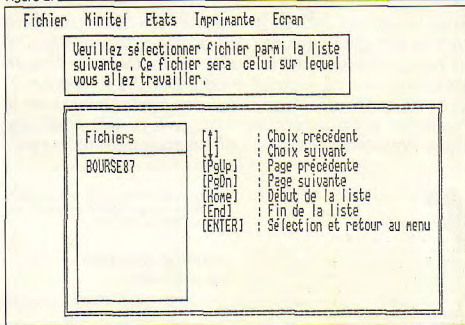 Fichier Minitel Etats Imprimante Ecran
Veuillez sélectionner fichier parmi la liste
suivante . Ce fichier sera celui sur lequel
vous allez travailler.
Fichiers
BOURSE87
[↑] : Choix précédent
[↓] : Choix suivant
[PgUp] : Page précédente
[PgDn] : Page suivante
[Home] : Début de la liste
[End] : Fin de la liste
[ENTER] : Sélection et retour au menu